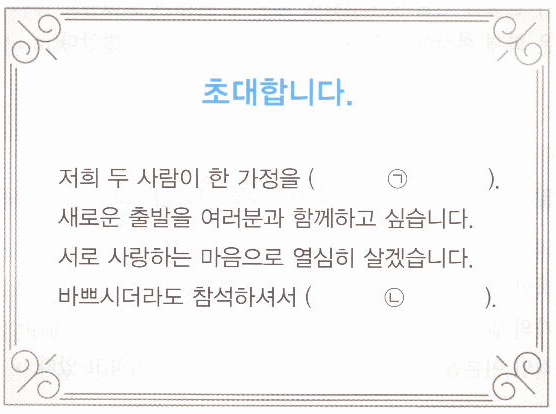 초대합니다.
저희 두 사람이 한 가정을 ( ㉠ ).
새로운 출발을 여러분과 함께하고 싶습니다.
서로 사랑하는 마음으로 열심히 살겠습니다.
바쁘시더라도 참석하셔서 ( ㉡ ).